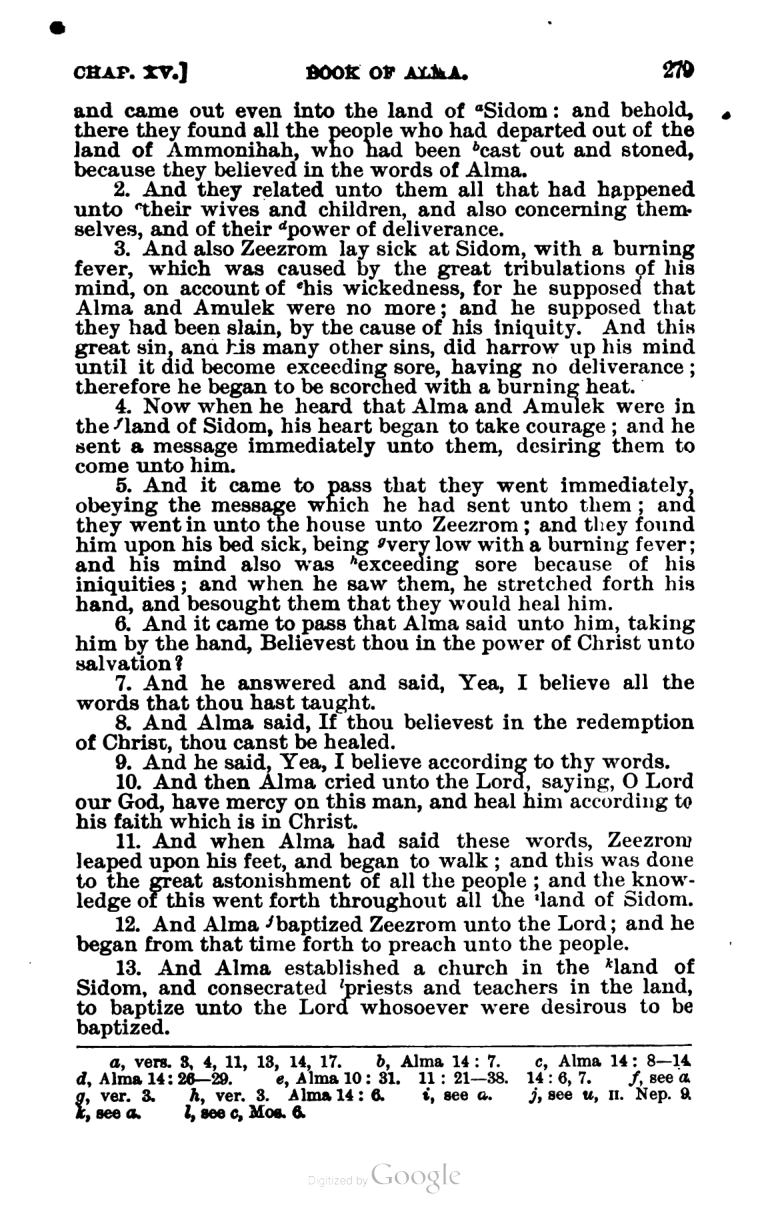 CHAP. XV.] BOOK OF ALMA. 279
and came out even into the land of ᵃSidom: and behold,
there they found all the people who had departed out of the
land of Ammonihah, who had been ᵇcast out and stoned,
because they believed in the words of Alma.
2. And they related unto them all that had happened
unto ᶜtheir wives and children, and also concerning them-
selves, and of their ᵈpower of deliverance.
3. And also Zeezrom lay sick at Sidom, with a burning
fever, which was caused by the great tribulations of his
mind, on account of ᵉhis wickedness, for he supposed that
Alma and Amulek were no more; and he supposed that
they had been slain, by the cause of his iniquity. And this
great sin, and his many other sins, did harrow up his mind
until it did become exceeding sore, having no deliverance;
therefore he began to be scorched with a burning heat.
4. Now when he heard that Alma and Amulek were in
the ᶠland of Sidom, his heart began to take courage; and he
sent a message immediately unto them, desiring them to
come unto him.
5. And it came to pass that they went immediately,
obeying the message which he had sent unto them; and
they went in unto the house unto Zeezrom; and they found
him upon his bed sick, being ᵍvery low with a burning fever;
and his mind also was ʰexceeding sore because of his
iniquities; and when he saw them, he stretched forth his
hand, and besought them that they would heal him.
6. And it came to pass that Alma said unto him, taking
him by the hand, Believest thou in the power of Christ unto
salvation?
7. And he answered and said, Yea, I believe all the
words that thou hast taught.
8. And Alma said, If thou believest in the redemption
of Christ, thou canst be healed.
9. And he said, Yea, I believe according to thy words.
10. And then Alma cried unto the Lord, saying, O Lord
our God, have mercy on this man, and heal him according to
his faith which is in Christ.
11. And when Alma had said these words, Zeezrom
leaped upon his feet, and began to walk; and this was done
to the great astonishment of all the people; and the know-
ledge of this went forth throughout all the ⁱland of Sidom.
12. And Alma ʲbaptized Zeezrom unto the Lord; and he
began from that time forth to preach unto the people.
13. And Alma established a church in the ᵏland of
Sidom, and consecrated ˡpriests and teachers in the land,
to baptize unto the Lord whosoever were desirous to be
baptized.
a, vers. 3, 4, 11, 13, 14, 17. b, Alma 14: 7. c, Alma 14: 8—14
d, Alma 14: 26—29. e, Alma 10: 31. 11: 21—38. 14: 6, 7. f, see a
g, ver. 3. h, ver. 3. Alma 14: 6. i, see a. j, see u, II. Nep. 9.
k, see a. l, see c, Mos. 6.
Digitized by Google